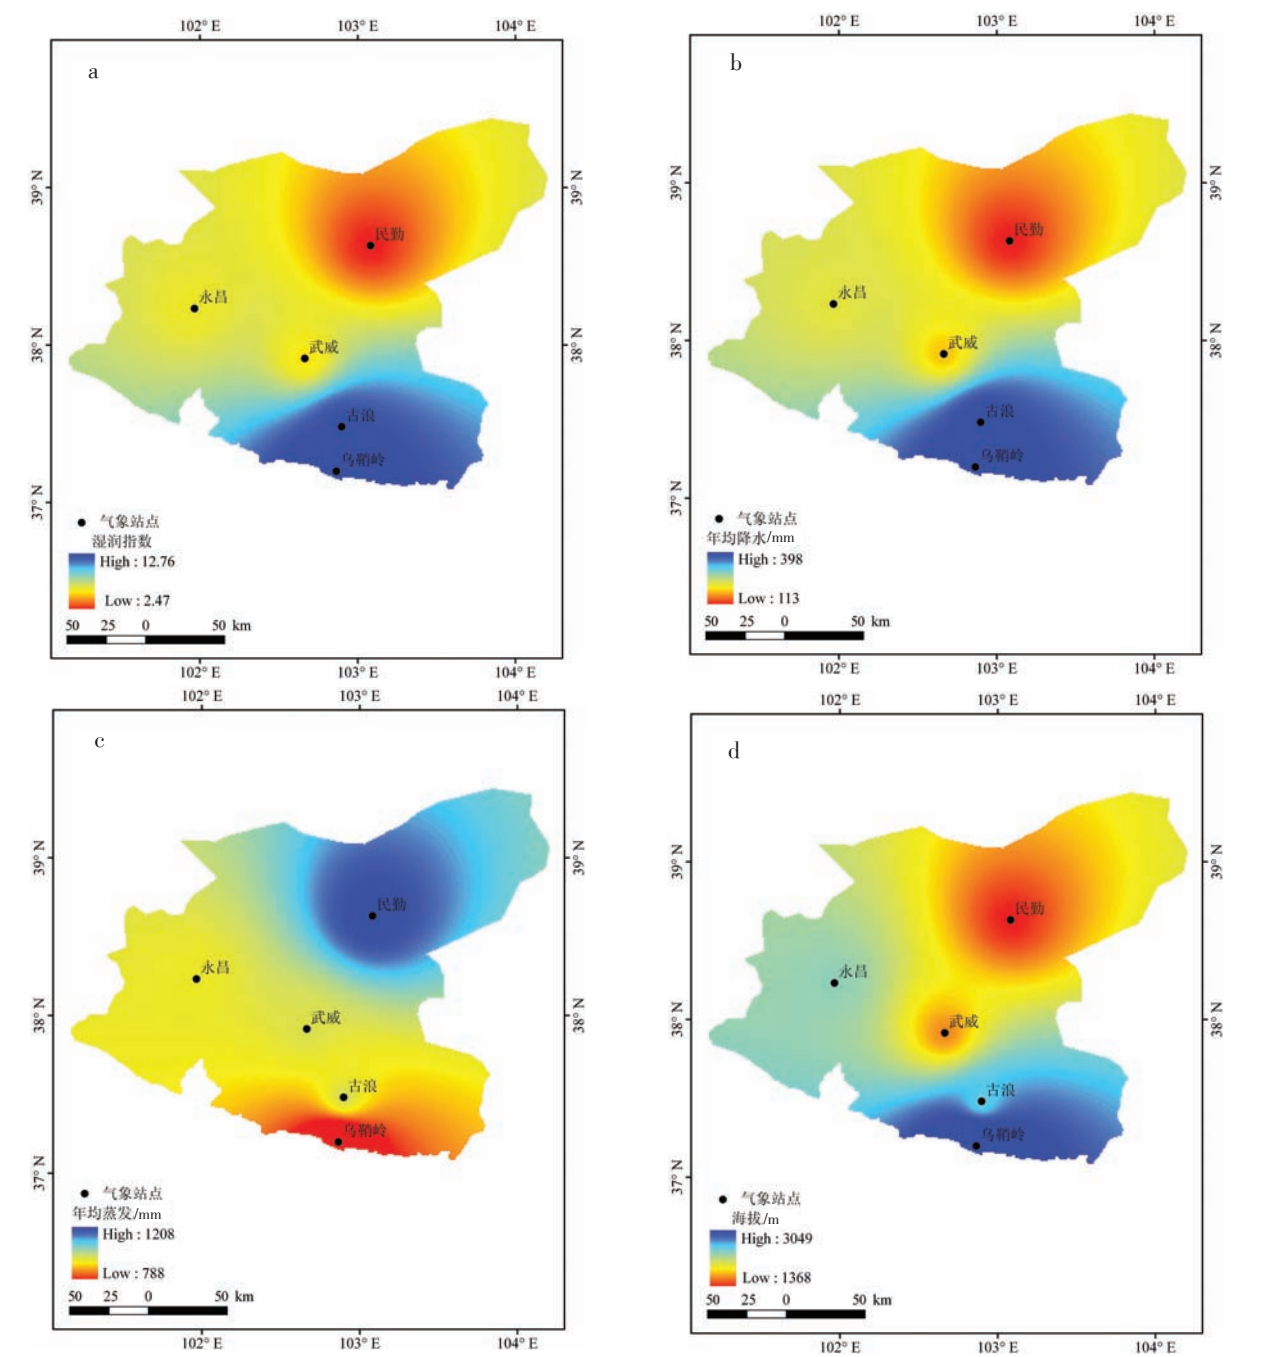 102° E 103° E 104° E
a
39° N 39° N
民勤
永昌
38° N 38° N
武威
古浪
乌鞘岭
37° N
气象站点
湿润指数
High : 12.76
Low : 2.47
50 25 0 50 km
102° E 103° E 104° E
102° E 103° E 104° E
b
39° N 39° N
民勤
永昌
38° N 38° N
武威
古浪
乌鞘岭
37° N
气象站点
年均降水/mm
High : 398
Low : 113
50 25 0 50 km
102° E 103° E 104° E
102° E 103° E 104° E
c
39° N 39° N
民勤
永昌
38° N 38° N
武威
古浪
乌鞘岭
37° N
气象站点
年均蒸发/mm
High : 1208
Low : 788
50 25 0 50 km
102° E 103° E 104° E
102° E 103° E 104° E
d
39° N 39° N
民勤
永昌
38° N 38° N
武威
古浪
乌鞘岭
37° N
气象站点
海拔/m
High : 3049
Low : 1368
50 25 0 50 km
102° E 103° E 104° E